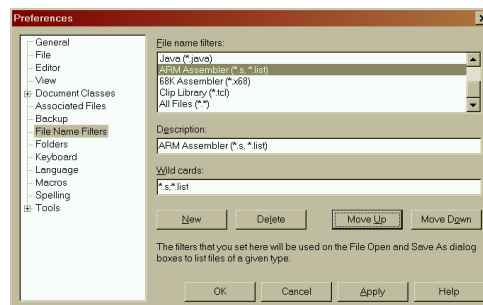 Preferences
General
File
Editor
View
Document Classes
Associated Files
Backup
File Name Filters
Folders
Keyboard
Language
Macros
Spelling
Tools
File name filters:
Java (*.java)
ARM Assembler (*.s, *.list)
68K Assembler (*.x68)
Clip Library (*.tcl)
All Files (*.*)
Description:
ARM Assembler (*.s, *.list)
Wild cards:
*.s;*.list
New Delete Move Up Move Down
The filters that you set here will be used on the File Open and Save As dialog
boxes to list files of a given type.
OK Cancel Apply Help